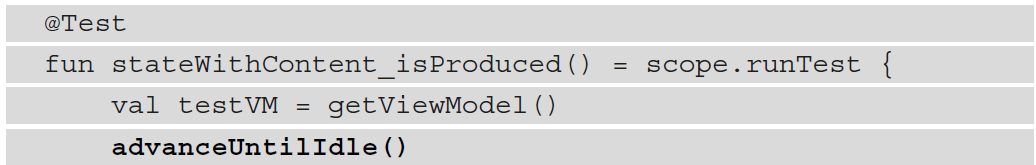 @Test
fun stateWithContent_isProduced() = scope.runTest {
    val testVM = getViewModel()
    advanceUntilIdle()